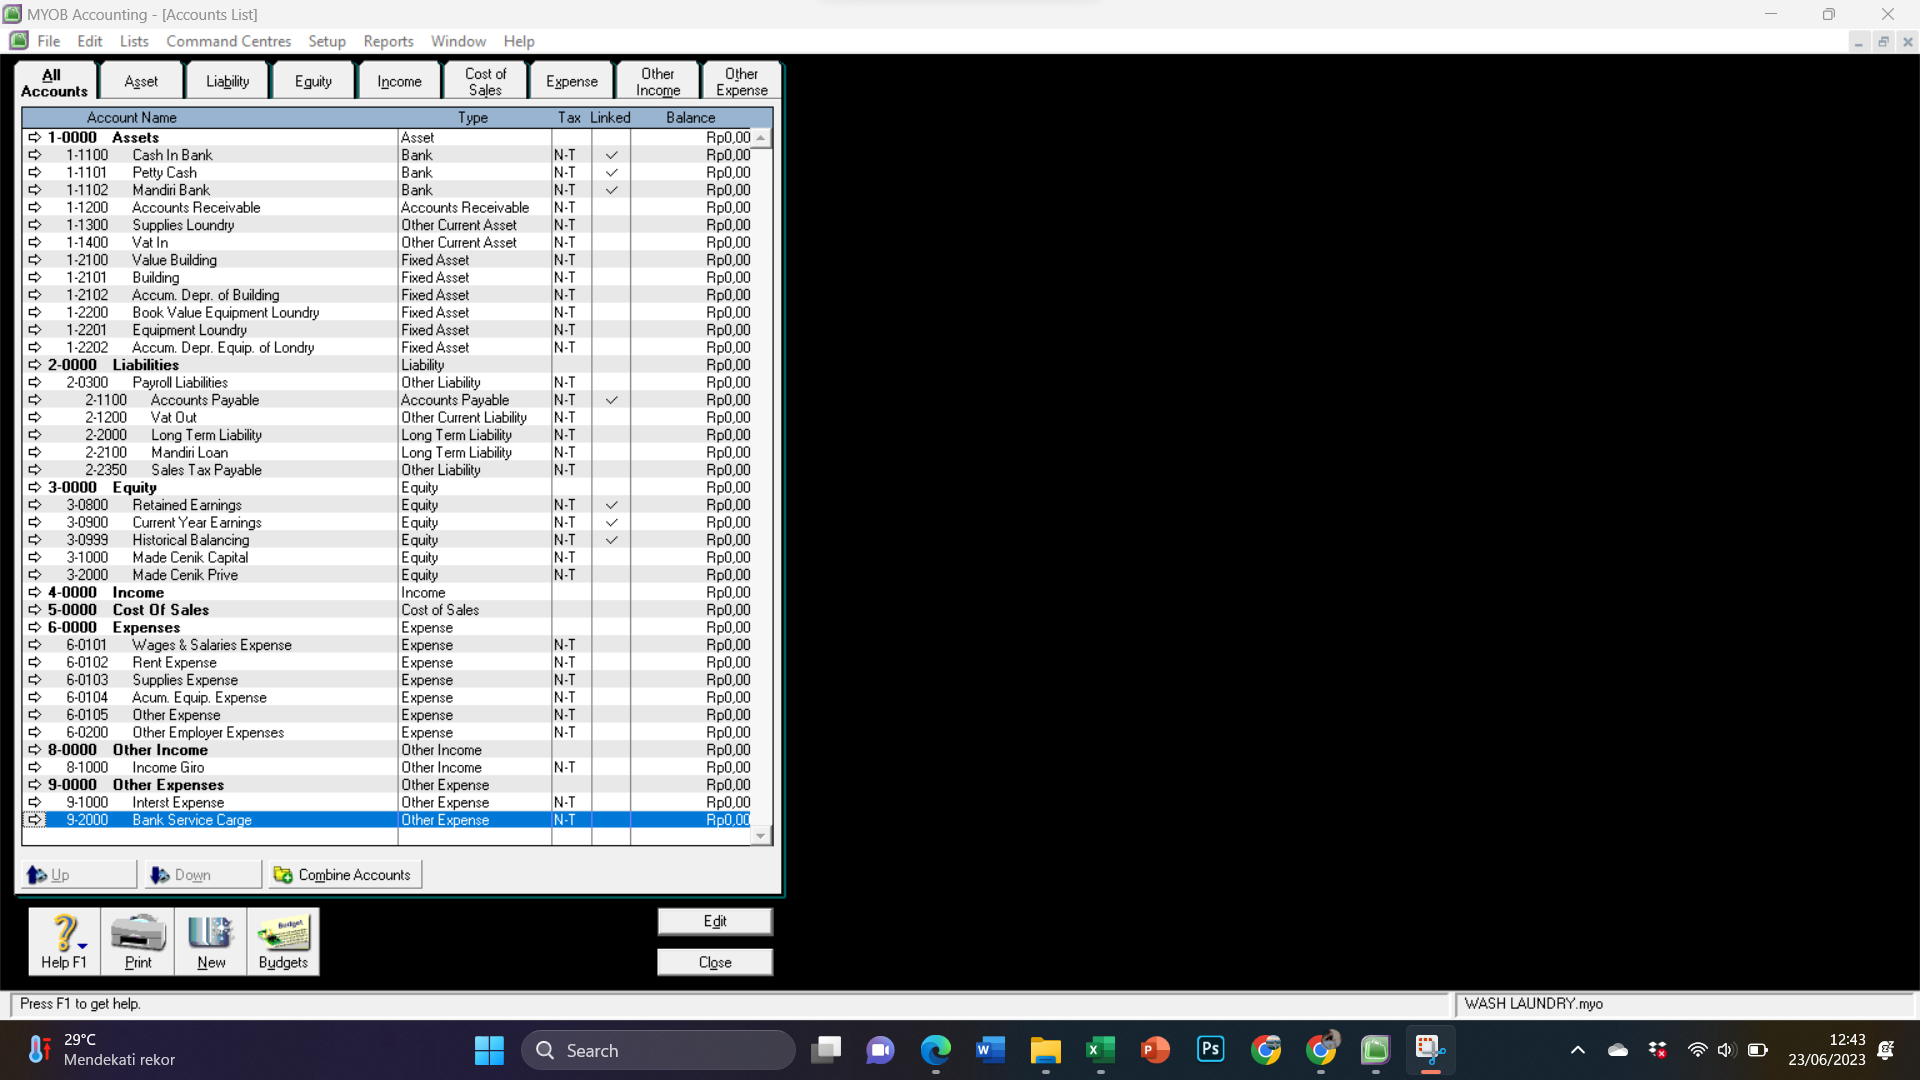 MYOB Accounting - [Accounts List]
File Edit Lists Command Centres Setup Reports Window Help
All Accounts Asset Liability Equity Income Cost of Sales Expense Other Income Other Expense
Account Name Type Tax Linked Balance
1-0000 Assets Asset Rp0,00
1-1100 Cash In Bank Bank N-T ✓ Rp0,00
1-1101 Petty Cash Bank N-T ✓ Rp0,00
1-1102 Mandiri Bank Bank N-T ✓ Rp0,00
1-1200 Accounts Receivable Accounts Receivable N-T Rp0,00
1-1300 Supplies Loundry Other Current Asset N-T Rp0,00
1-1400 Vat In Other Current Asset N-T Rp0,00
1-2100 Value Building Fixed Asset N-T Rp0,00
1-2101 Building Fixed Asset N-T Rp0,00
1-2102 Accum. Depr. of Building Fixed Asset N-T Rp0,00
1-2200 Book Value Equipment Loundry Fixed Asset N-T Rp0,00
1-2201 Equipment Loundry Fixed Asset N-T Rp0,00
1-2202 Accum. Depr. Equip. of Londry Fixed Asset N-T Rp0,00
2-0000 Liabilities Liability Rp0,00
2-0300 Payroll Liabilities Other Liability N-T Rp0,00
2-1100 Accounts Payable Accounts Payable N-T ✓ Rp0,00
2-1200 Vat Out Other Current Liability N-T Rp0,00
2-2000 Long Term Liability Long Term Liability N-T Rp0,00
2-2100 Mandiri Loan Long Term Liability N-T Rp0,00
2-2350 Sales Tax Payable Other Liability N-T Rp0,00
3-0000 Equity Equity Rp0,00
3-0800 Retained Earnings Equity N-T ✓ Rp0,00
3-0900 Current Year Earnings Equity N-T ✓ Rp0,00
3-0999 Historical Balancing Equity N-T ✓ Rp0,00
3-1000 Made Cenik Capital Equity N-T Rp0,00
3-2000 Made Cenik Prive Equity N-T Rp0,00
4-0000 Income Income Rp0,00
5-0000 Cost Of Sales Cost of Sales Rp0,00
6-0000 Expenses Expense Rp0,00
6-0101 Wages & Salaries Expense Expense N-T Rp0,00
6-0102 Rent Expense Expense N-T Rp0,00
6-0103 Supplies Expense Expense N-T Rp0,00
6-0104 Acum. Equip. Expense Expense N-T Rp0,00
6-0105 Other Expense Expense N-T Rp0,00
6-0200 Other Employer Expenses Expense N-T Rp0,00
8-0000 Other Income Other Income Rp0,00
8-1000 Income Giro Other Income N-T Rp0,00
9-0000 Other Expenses Other Expense Rp0,00
9-1000 Interst Expense Other Expense N-T Rp0,00
9-2000 Bank Service Carge Other Expense N-T Rp0,00
Up Down Combine Accounts
Help F1 Print New Budget Budgets
Edit
Close
Press F1 to get help. WASH LAUNDRY.myo
29°C
Mendekati rekor
Search
W X P Ps
12:43
23/06/2023